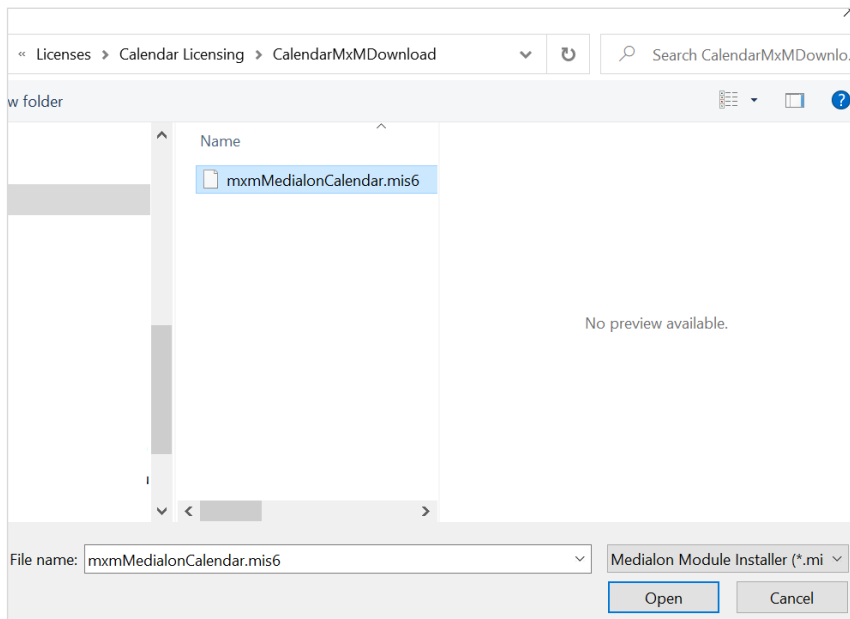 « Licenses > Calendar Licensing > CalendarMxMDownload
Search CalendarMxMDownlo.
w folder
?
Name
mxmMedialonCalendar.mis6
No preview available.
File name: mxmMedialonCalendar.mis6
Medialon Module Installer (*.mi
Open
Cancel